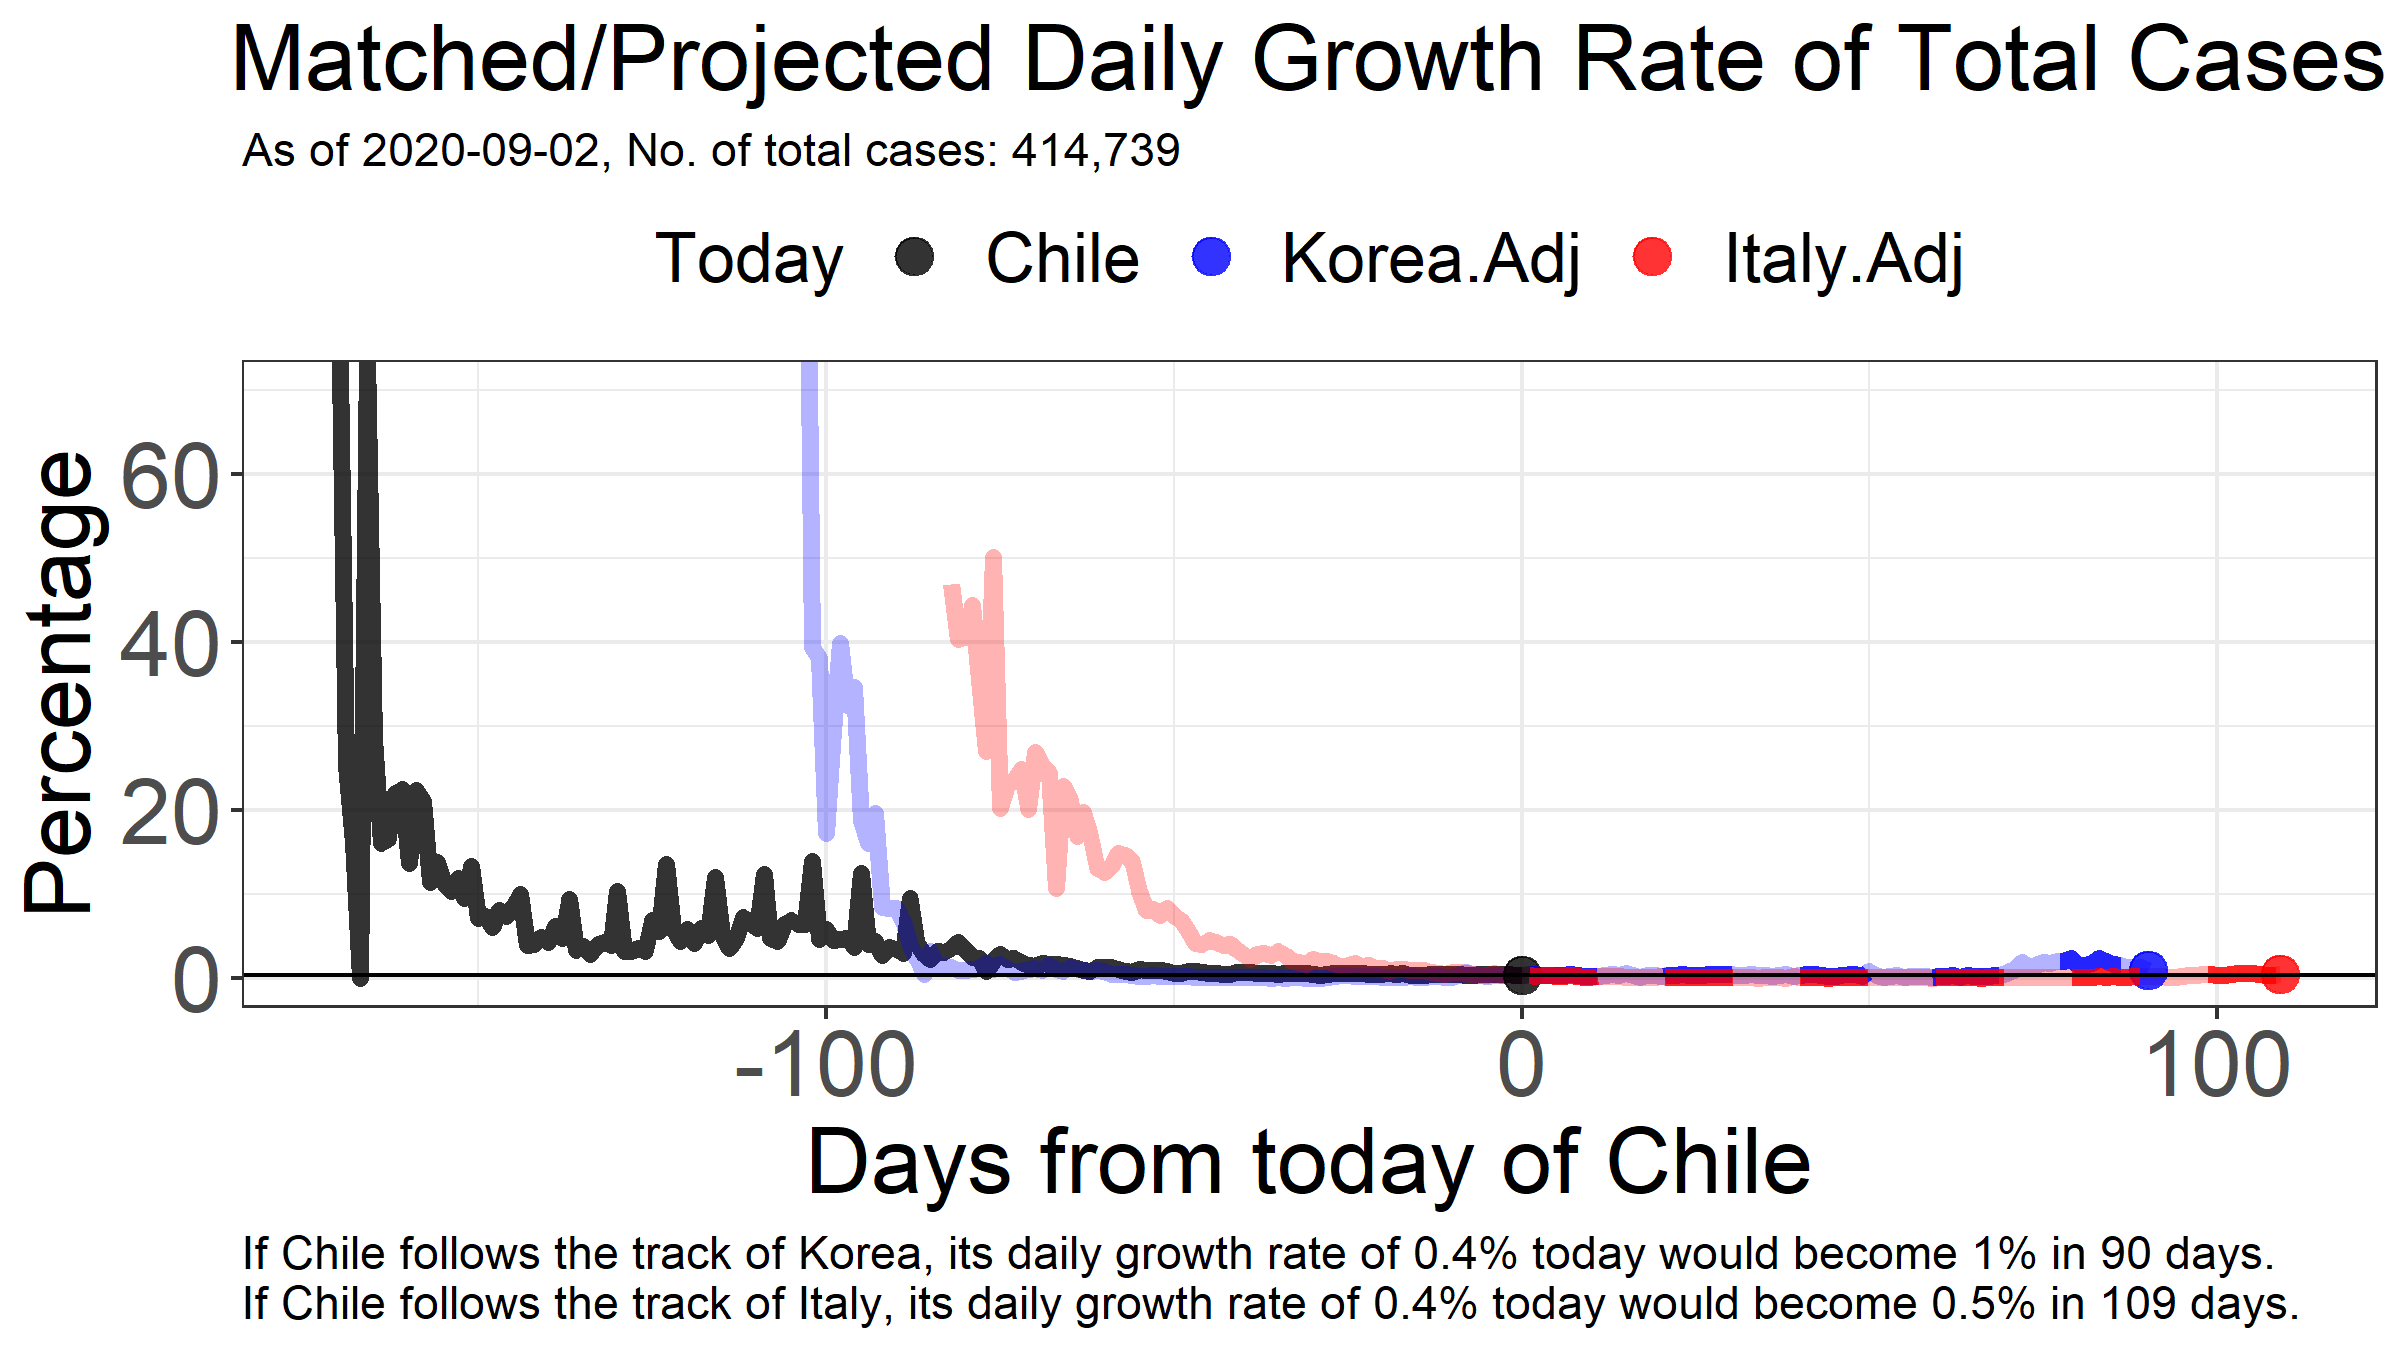 Matched/Projected Daily Growth Rate of Total Cases
As of 2020-09-02, No. of total cases: 414,739
Today Chile Korea.Adj Italy.Adj
Percentage
60
40
20
0
-100 0 100
Days from today of Chile
If Chile follows the track of Korea, its daily growth rate of 0.4% today would become 1% in 90 days.
If Chile follows the track of Italy, its daily growth rate of 0.4% today would become 0.5% in 109 days.